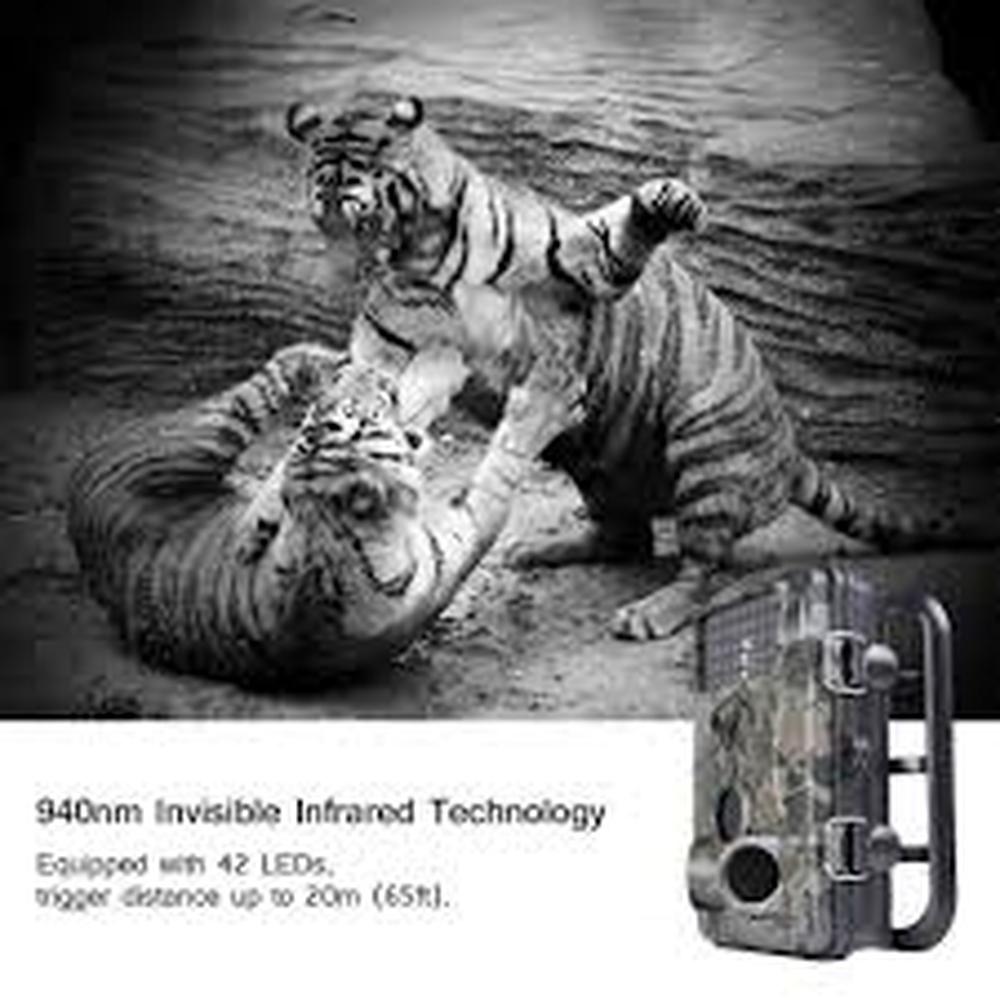 940nm Invisible Infrared Technology
Equipped with 42 LEDs,
trigger distance up to 20m (65ft).